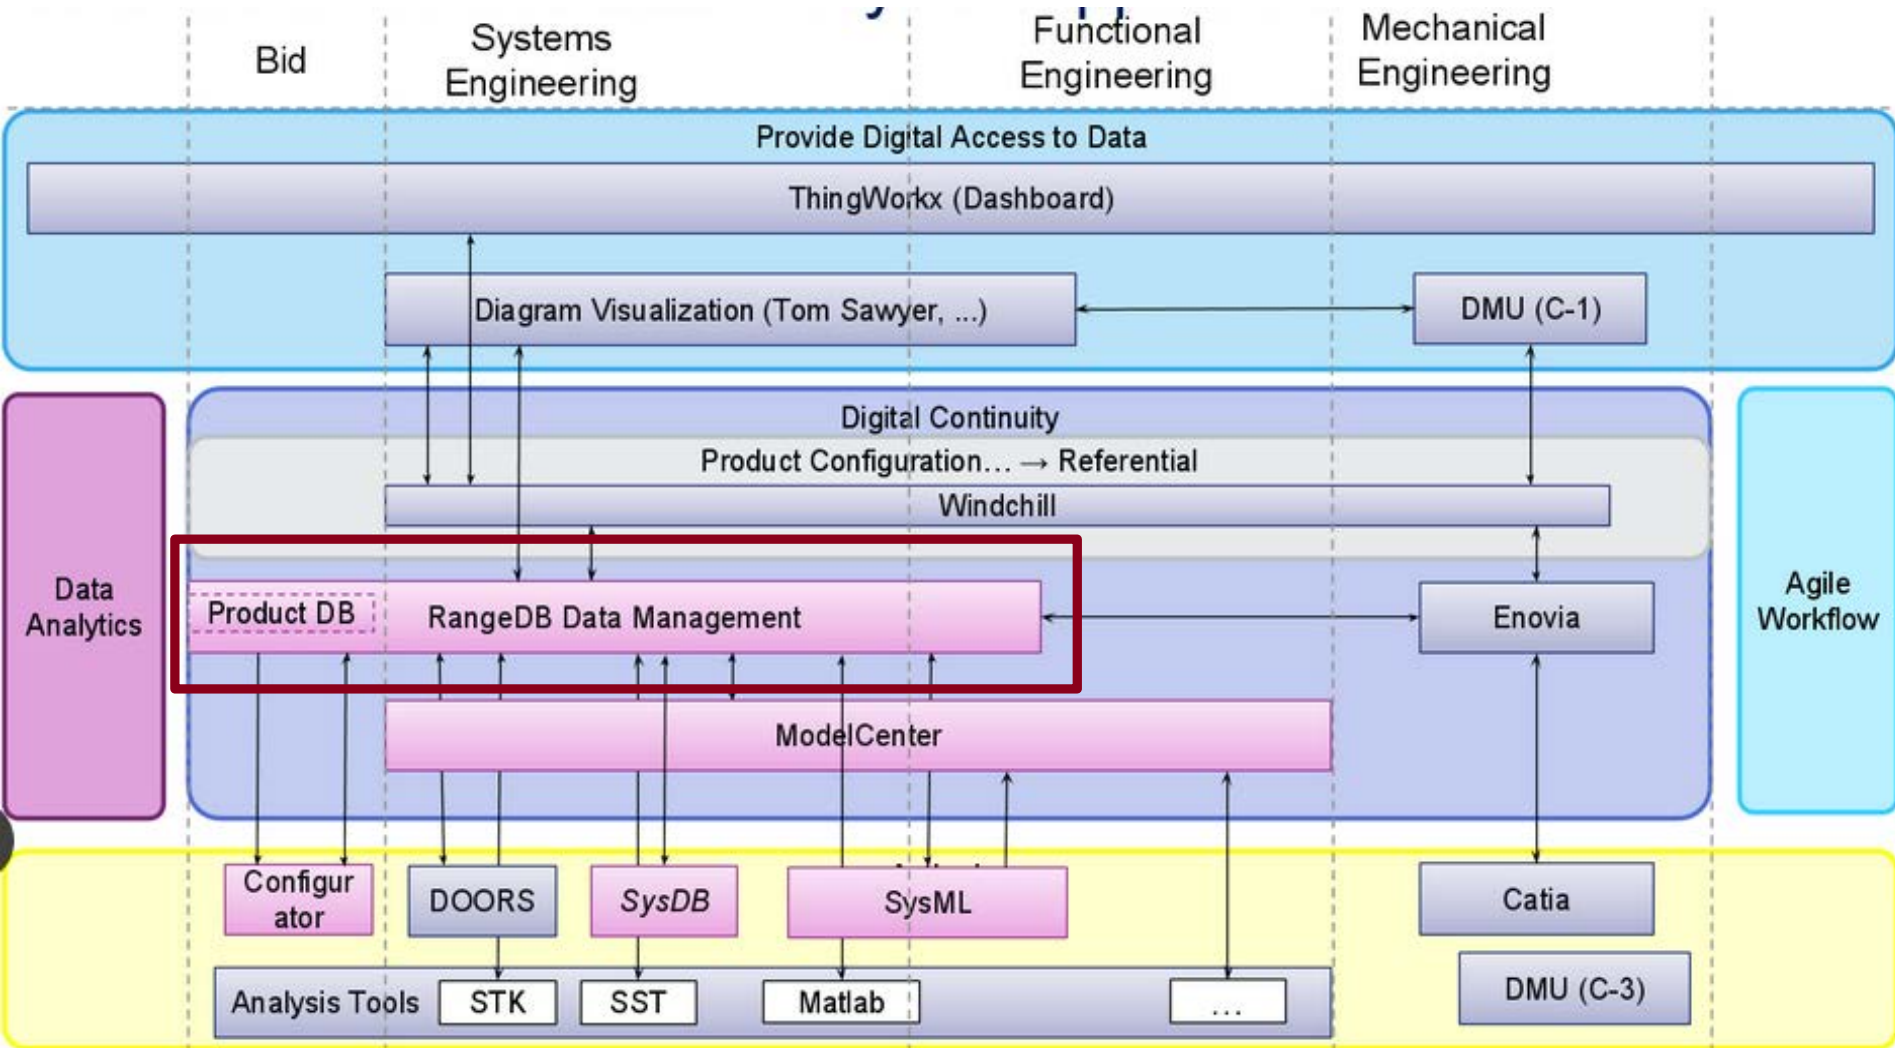 Bid
Systems
Engineering
Functional
Engineering
Mechanical
Engineering
Provide Digital Access to Data
ThingWorkx (Dashboard)
Diagram Visualization (Tom Sawyer, ...)
DMU (C-1)
Digital Continuity
Product Configuration... → Referential
Windchill
Data
Analytics
Product DB
RangeDB Data Management
Enovia
Agile
Workflow
ModelCenter
Configur
ator
DOORS
SysDB
SysML
Catia
Analysis Tools
STK
SST
Matlab
...
DMU (C-3)